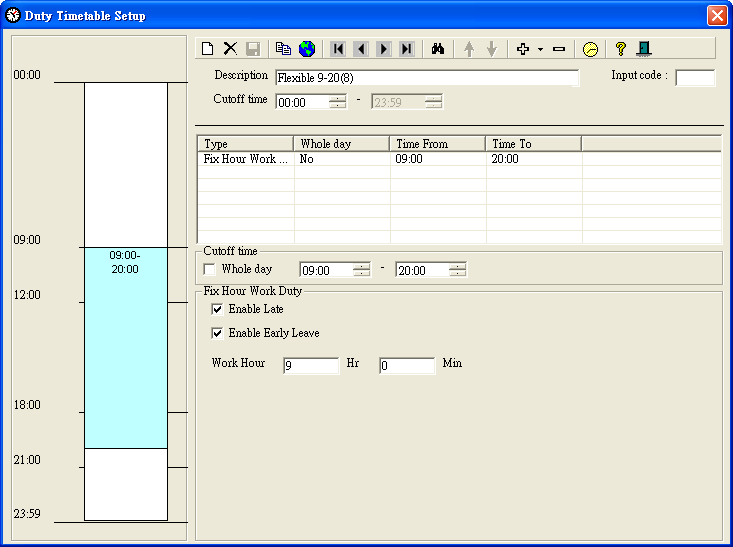 Duty Timetable Setup
00:00
09:00
09:00-
20:00
12:00
18:00
21:00
23:59
Description Flexible 9-20(8) Input code :
Cutoff time 00:00 - 23:59
Type Whole day Time From Time To
Fix Hour Work ... No 09:00 20:00
Cutoff time
Whole day 09:00 - 20:00
Fix Hour Work Duty
Enable Late
Enable Early Leave
Work Hour 9 Hr 0 Min